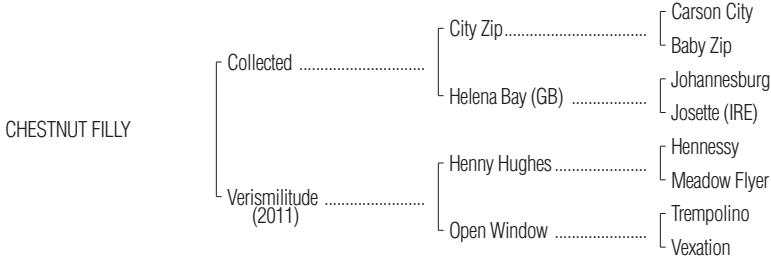 Carson City
City Zip
Baby Zip
Collected
Johannesburg
Helena Bay (GB)
Josette (IRE)
CHESTNUT FILLY
Hennessy
Henny Hughes
Meadow Flyer
Verismilitude
(2011)
Trempolino
Open Window
Vexation